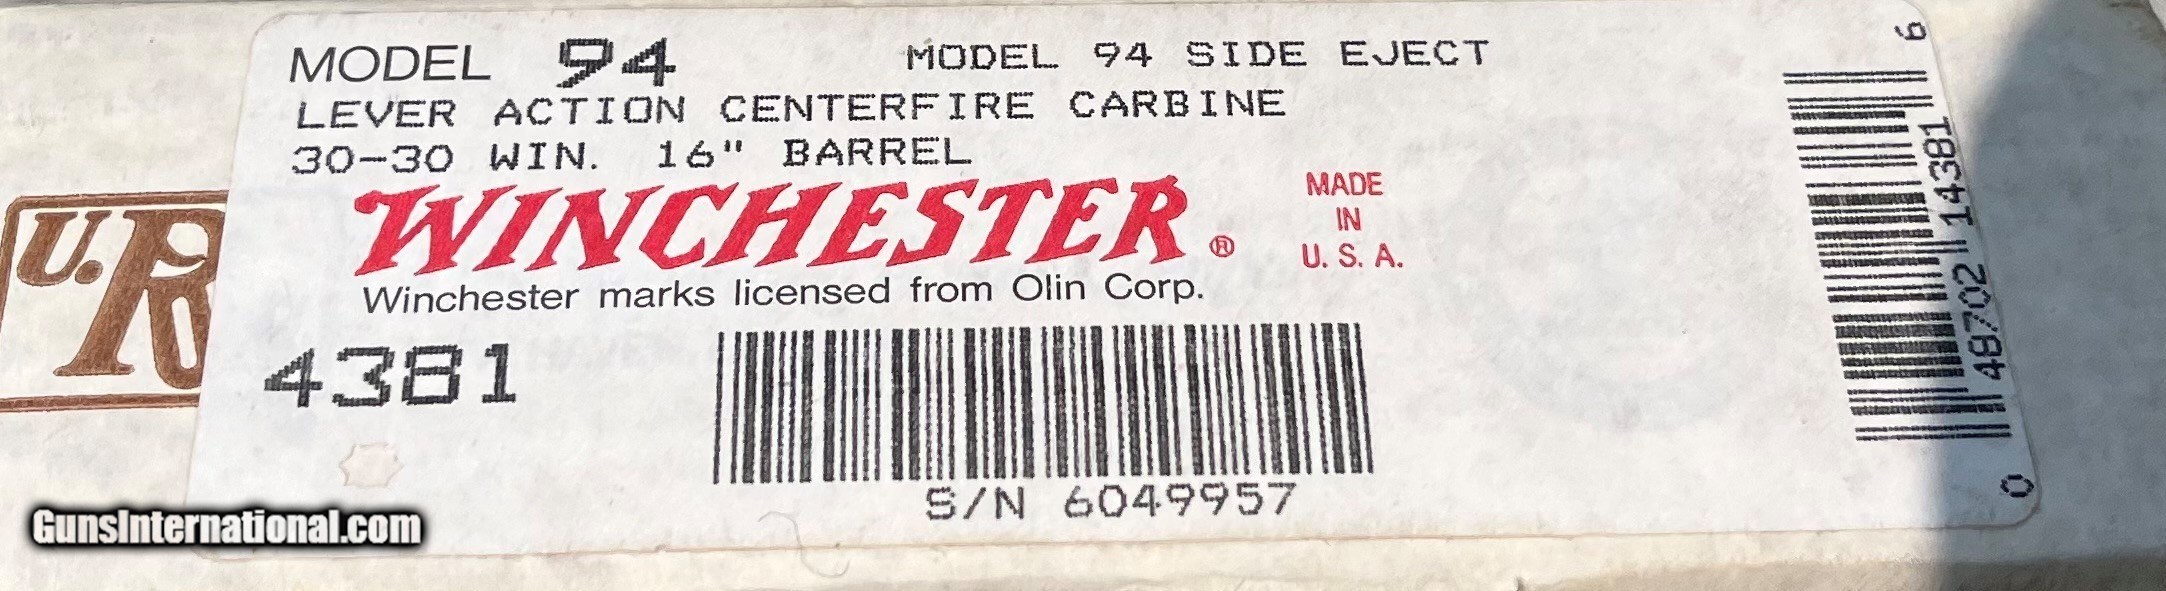 MODEL 94 MODEL 94 SIDE EJECT
LEVER ACTION CENTERFIRE CARBINE
30-30 WIN. 16" BARREL
WINCHESTER®
MADE
IN
U.S.A.
Winchester marks licensed from Olin Corp.
4381
S/N 6049957
0 48702 14381 6
U.R
GunsInternational.com